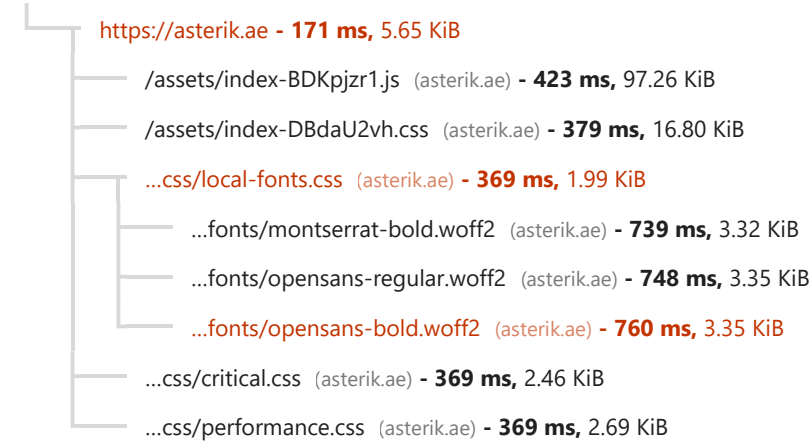 https://asterik.ae - 171 ms, 5.65 KiB
/assets/index-BDKpjzr1.js (asterik.ae) - 423 ms, 97.26 KiB
/assets/index-DBdaU2vh.css (asterik.ae) - 379 ms, 16.80 KiB
...css/local-fonts.css (asterik.ae) - 369 ms, 1.99 KiB
...fonts/montserrat-bold.woff2 (asterik.ae) - 739 ms, 3.32 KiB
...fonts/opensans-regular.woff2 (asterik.ae) - 748 ms, 3.35 KiB
...fonts/opensans-bold.woff2 (asterik.ae) - 760 ms, 3.35 KiB
...css/critical.css (asterik.ae) - 369 ms, 2.46 KiB
...css/performance.css (asterik.ae) - 369 ms, 2.69 KiB